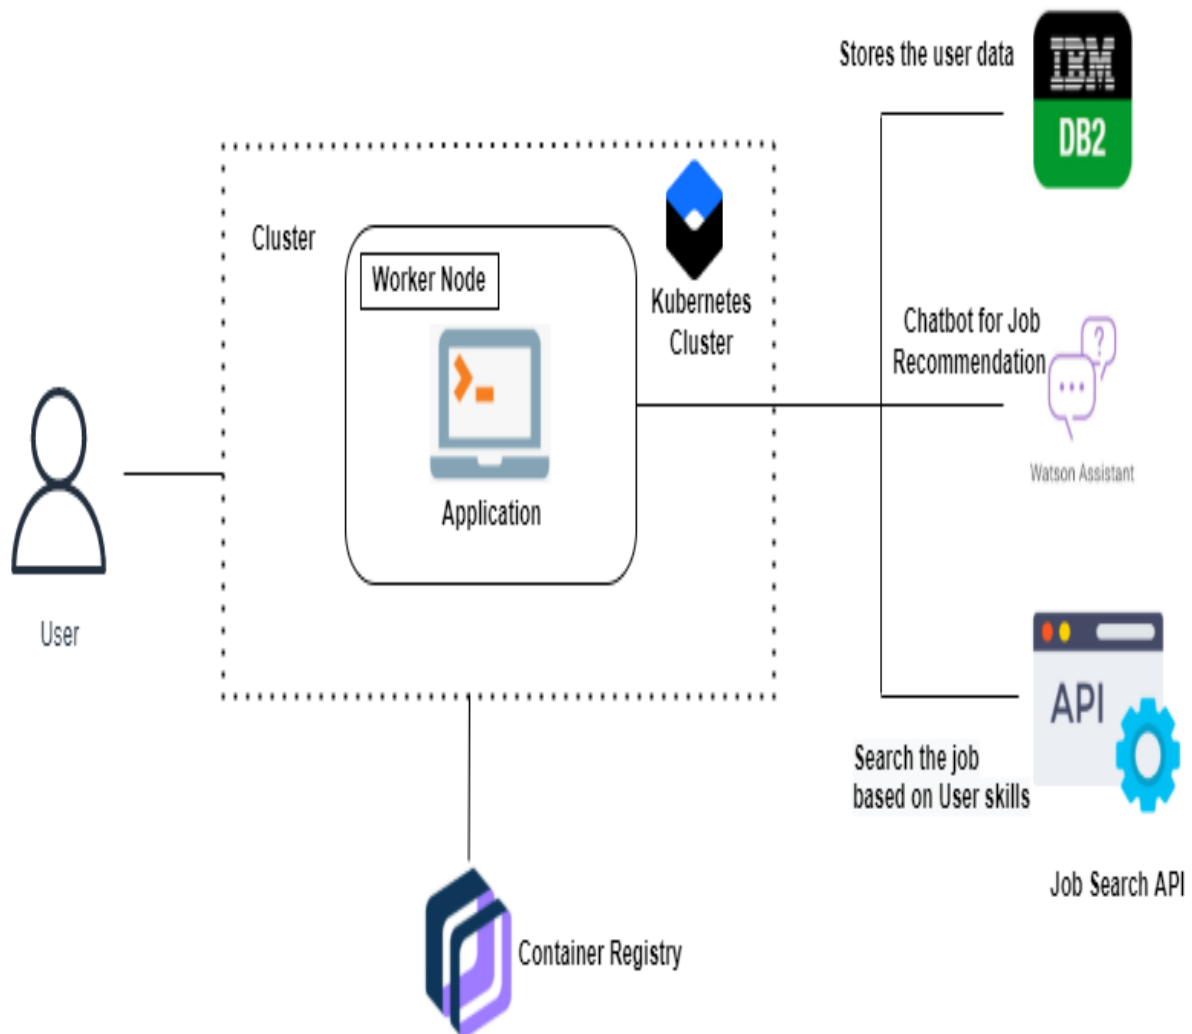 Stores the user data
IBM
DB2
Cluster
Worker Node
Kubernetes
Cluster
Chatbot for Job
Recommendation
?
Watson Assistant
Application
User
API
Search the job
based on User skills
Job Search API
Container Registry